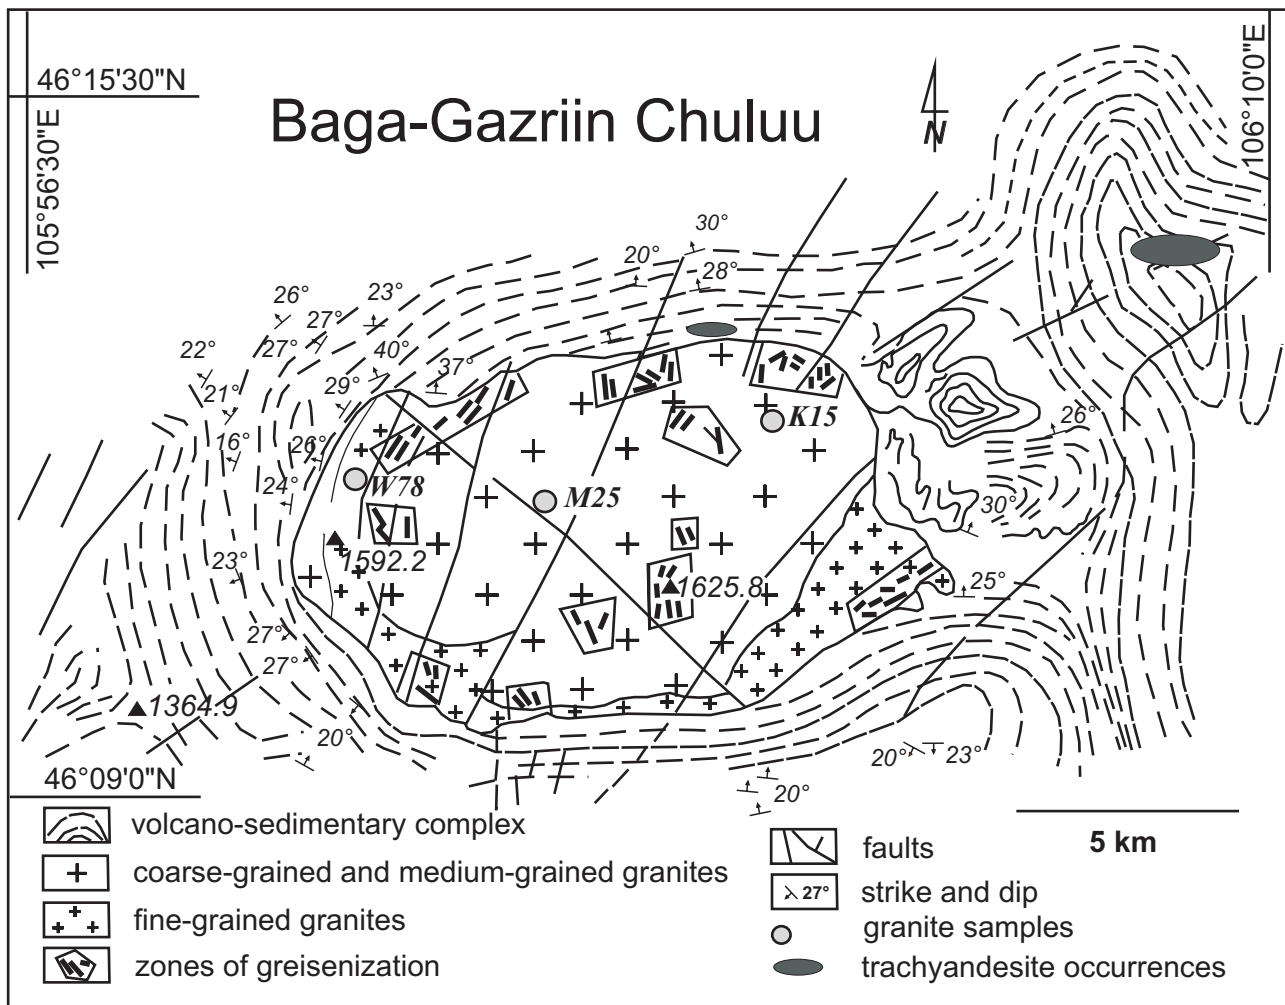 46°15'30"N
105°56'30"E
Baga-Gazriin Chuluu
N
106°10'0"E
30°
20°
28°
26°
23°
27°
22°
27°
40°
37°
21°
29°
26°
16°
26°
K15
24°
W78
M25
30°
1592.2
23°
1625.8
25°
27°
27°
1364.9
20°
20°
23°
20°
46°09'0"N
volcano-sedimentary complex
coarse-grained and medium-grained granites
fine-grained granites
zones of greisenization
5 km
faults
27°
strike and dip
granite samples
trachyandesite occurrences